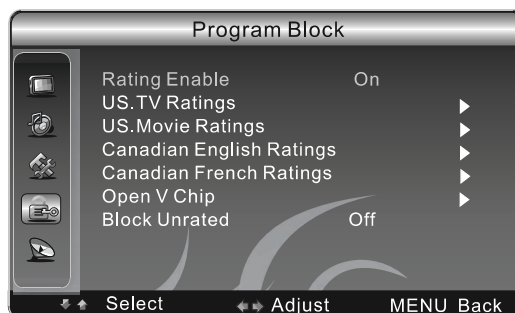 Program Block
Rating Enable On
US.TV Ratings
US.Movie Ratings
Canadian English Ratings
Canadian French Ratings
Open V Chip
Block Unrated Off
Select Adjust MENU Back